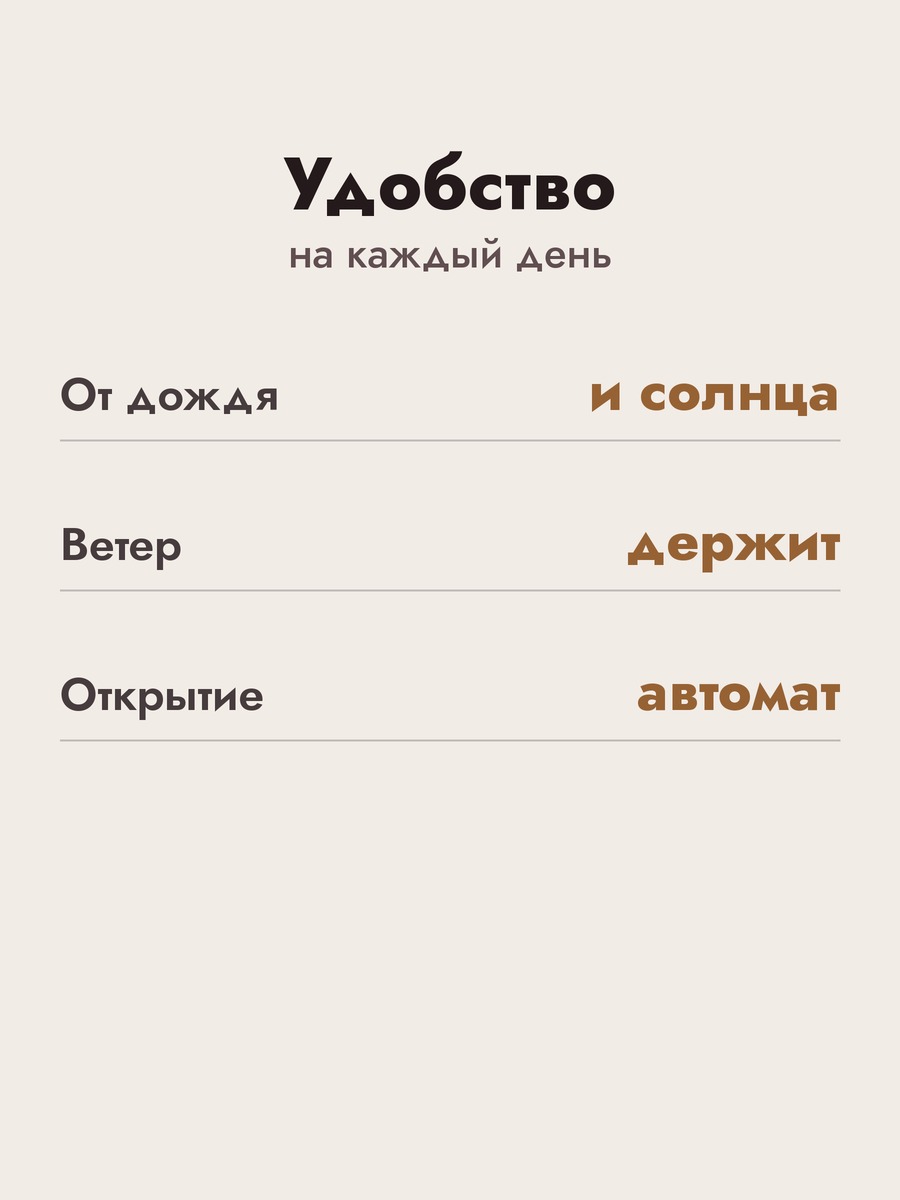 Удобство
на каждый день
От дождя и солнца
Ветер держит
Открытие автомат